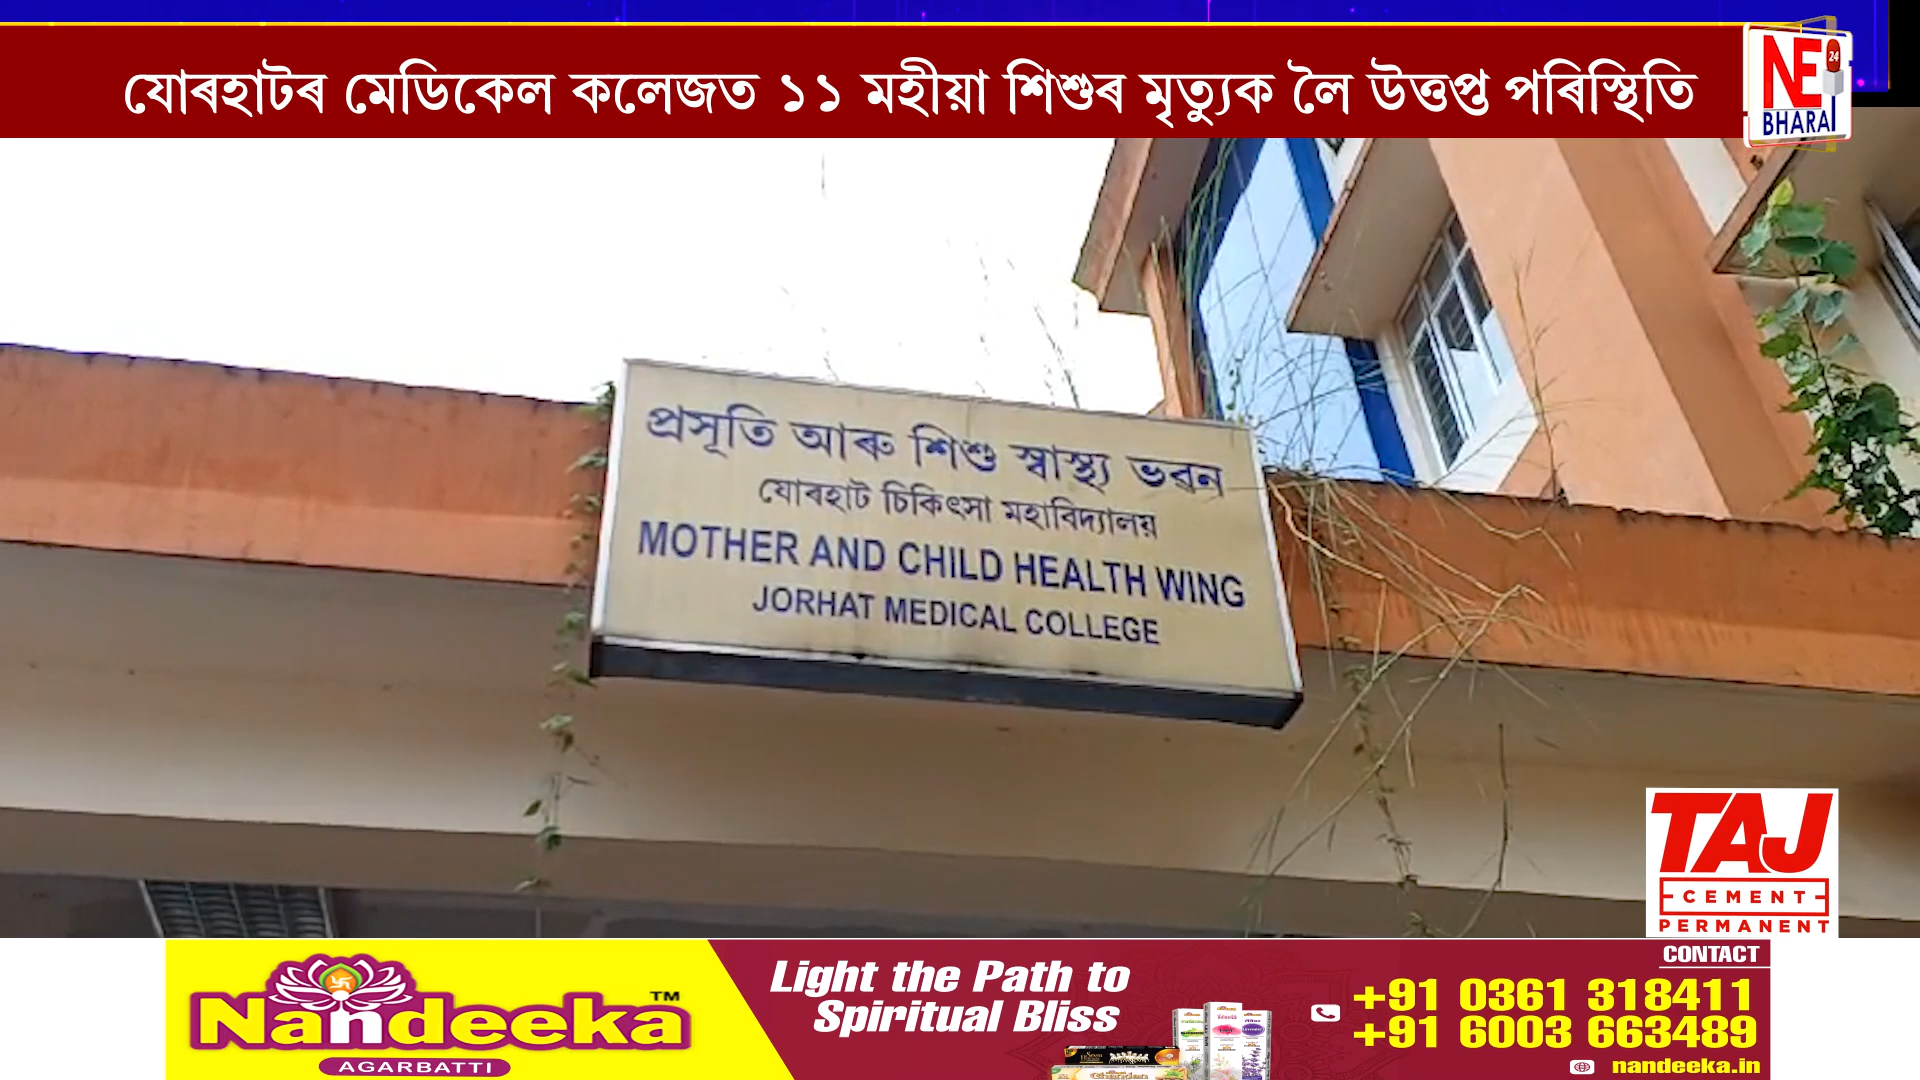 যোৰহাটৰ মেডিকেল কলেজত ১১ মহীয়া শিশুৰ মৃত্যুক লৈ উত্তপ্ত পৰিস্থিতি
NE 24
BHARAT
প্ৰসূতি আৰু শিশু স্বাস্থ্য ভৱন
যোৰহাট চিকিৎসা মহাবিদ্যালয়
MOTHER AND CHILD HEALTH WING
JORHAT MEDICAL COLLEGE
TAJ
CEMENT
PERMANENT
Nandeeka TM
AGARBATTI
Light the Path to
Spiritual Bliss
CONTACT
+91 0361 318411
+91 6003 663489
nandeeka.in